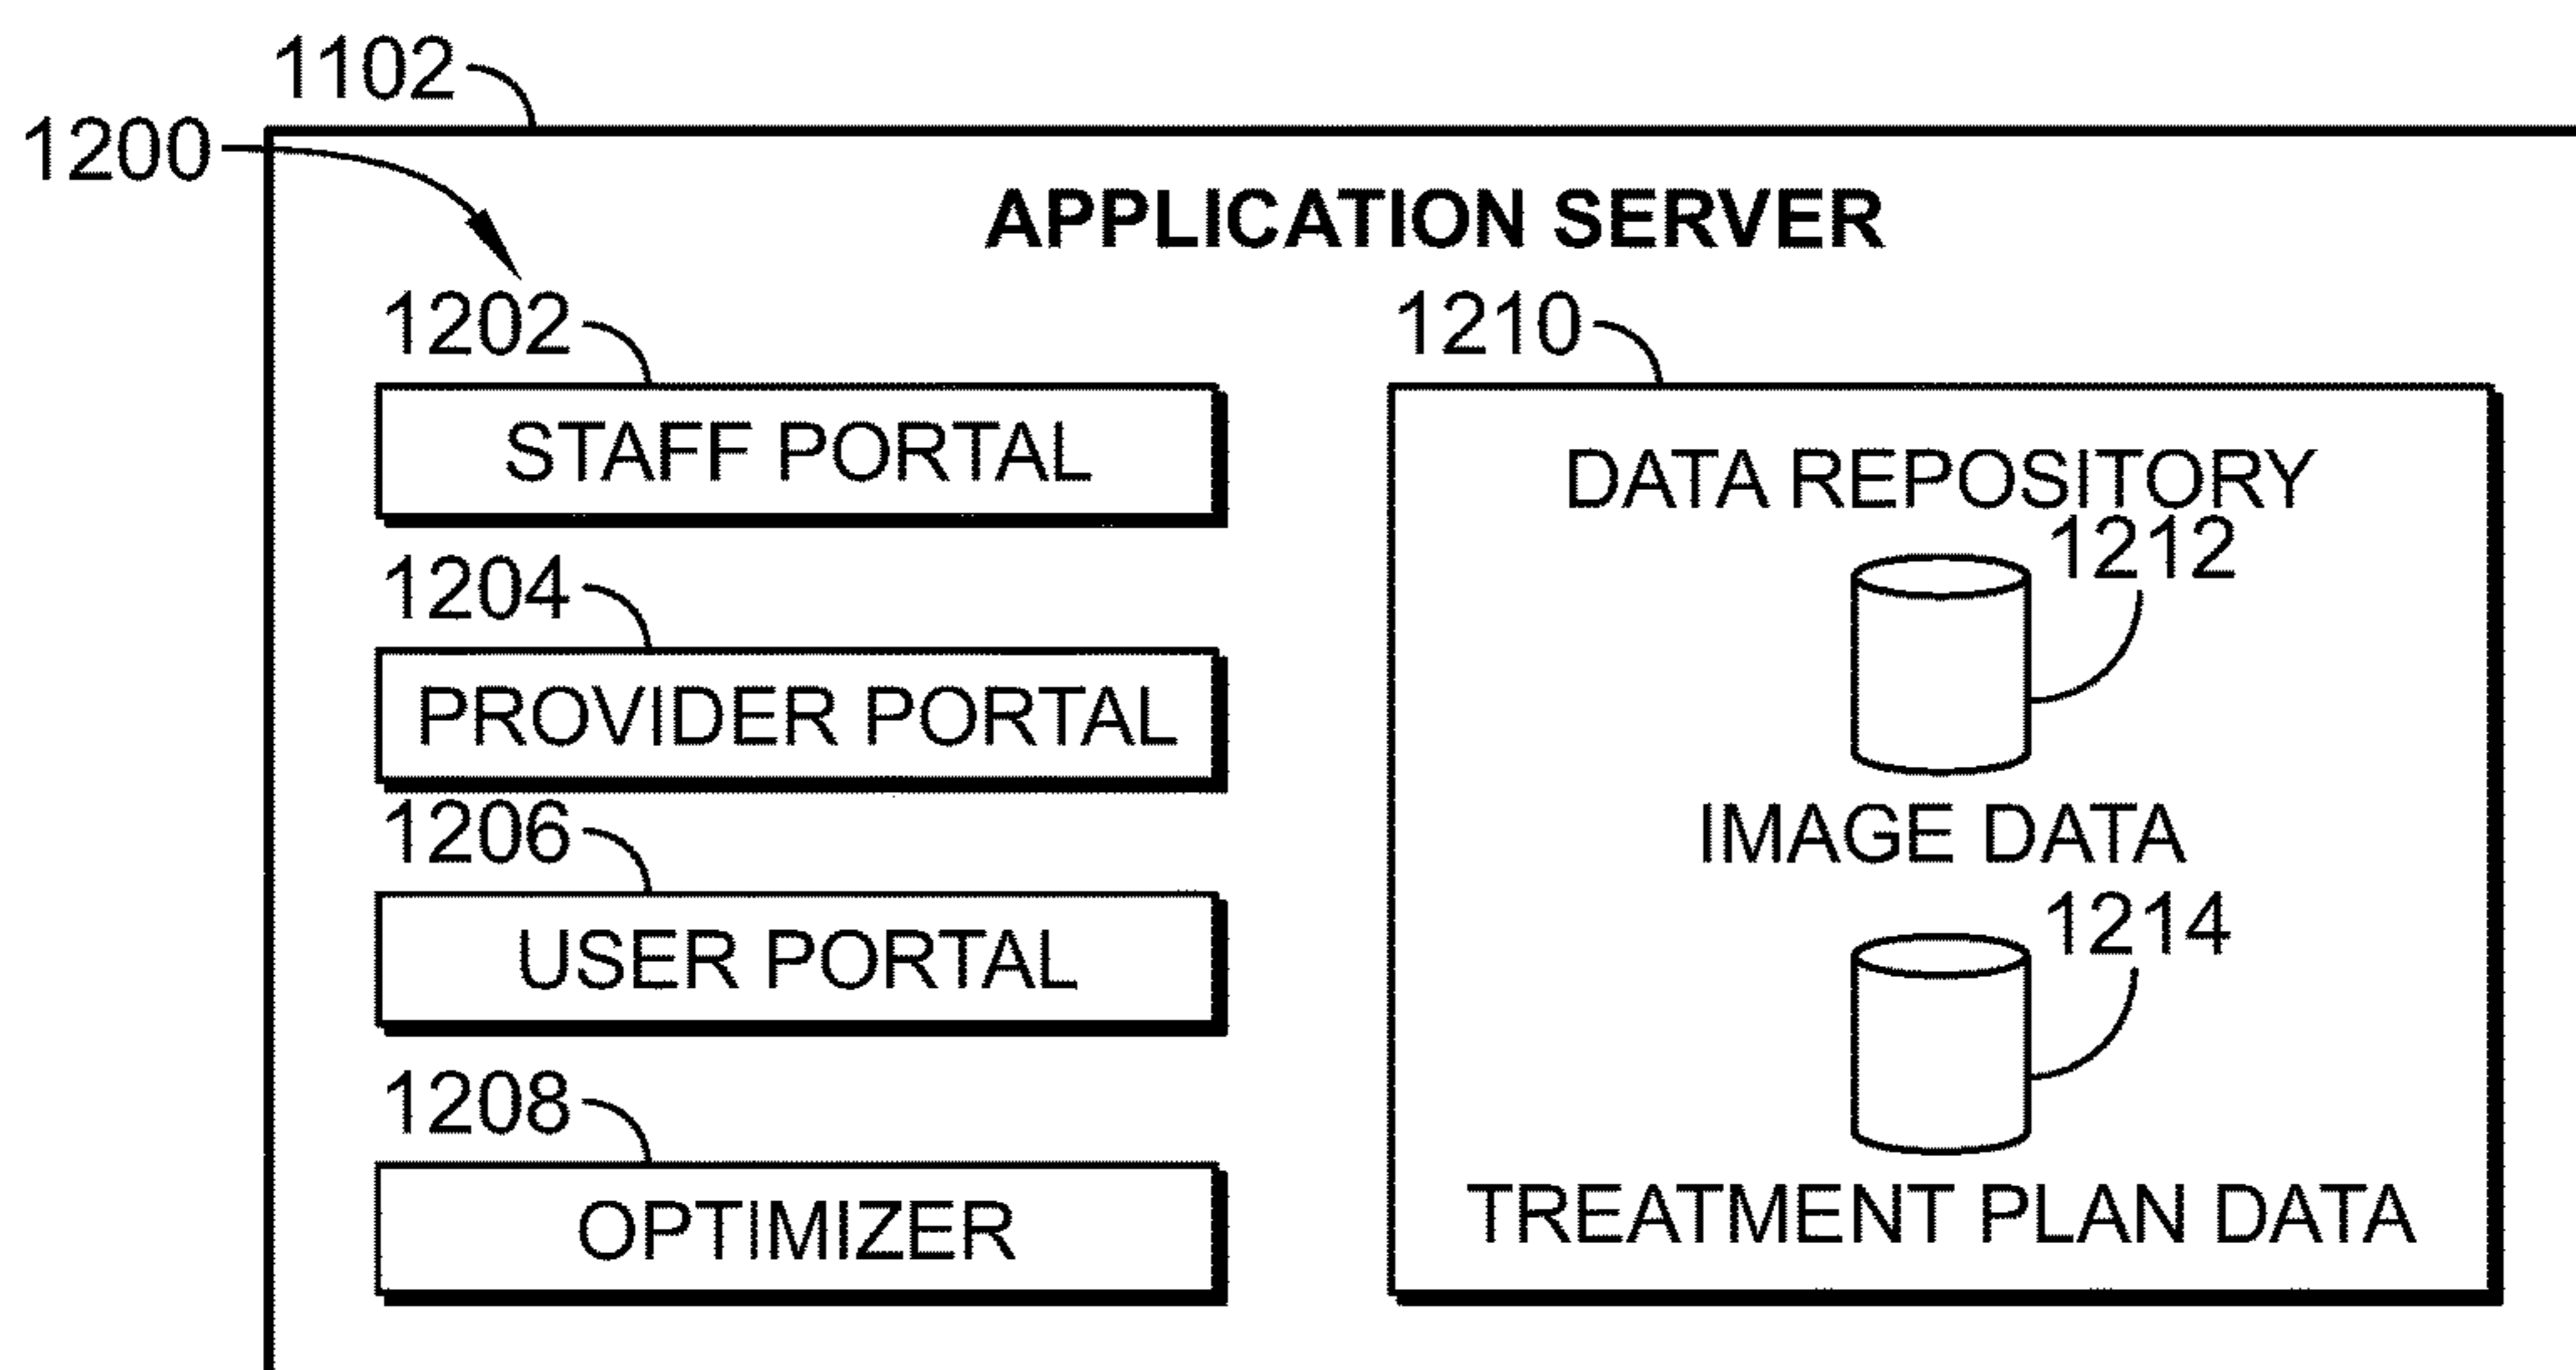 1102
1200
APPLICATION SERVER
1202
STAFF PORTAL
1204
PROVIDER PORTAL
1206
USER PORTAL
1208
OPTIMIZER
1210
DATA REPOSITORY
1212
IMAGE DATA
1214
TREATMENT PLAN DATA